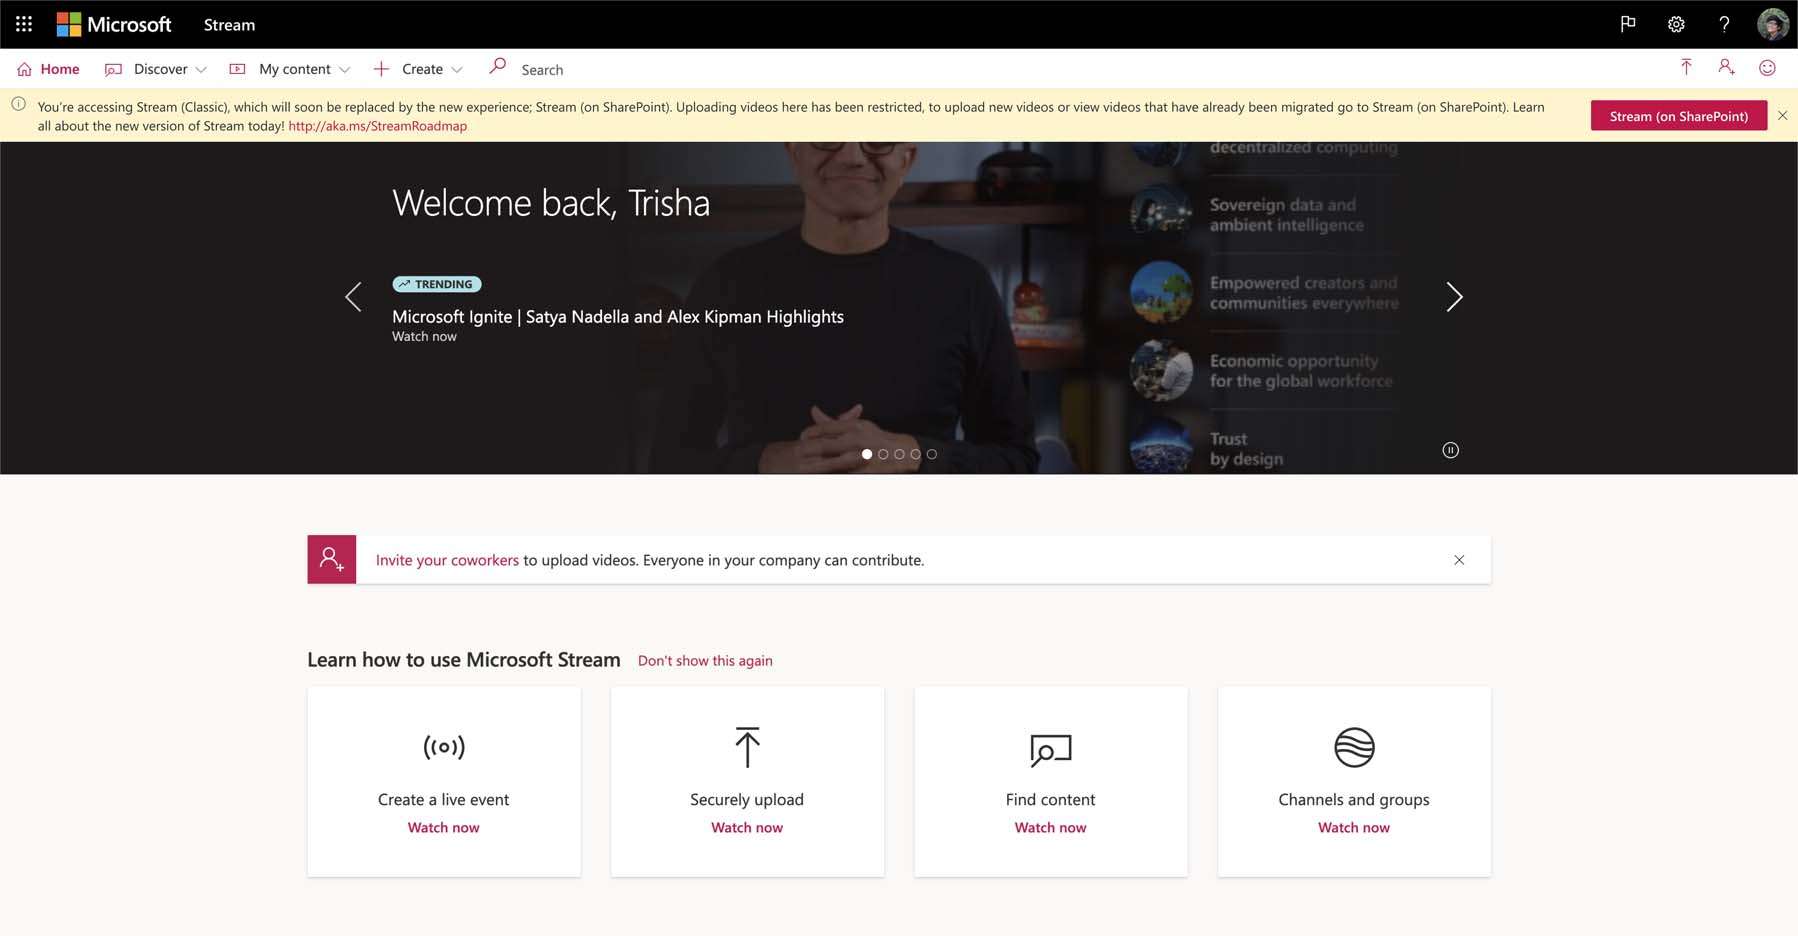 Microsoft Stream
Home Discover My content Create Search
You're accessing Stream (Classic), which will soon be replaced by the new experience; Stream (on SharePoint). Uploading videos here has been restricted, to upload new videos or view videos that have already been migrated go to Stream (on SharePoint). Learn
all about the new version of Stream today! http://aka.ms/StreamRoadmap
Stream (on SharePoint)
Welcome back, Trisha
TRENDING
Microsoft Ignite | Satya Nadella and Alex Kipman Highlights
Watch now
decentralized computing
Sovereign data and
ambient intelligence
Empowered creators and
communities everywhere
Economic opportunity
for the global workforce
Trust
by design
Invite your coworkers to upload videos. Everyone in your company can contribute.
Learn how to use Microsoft Stream Don't show this again
Create a live event
Watch now
Securely upload
Watch now
Find content
Watch now
Channels and groups
Watch now